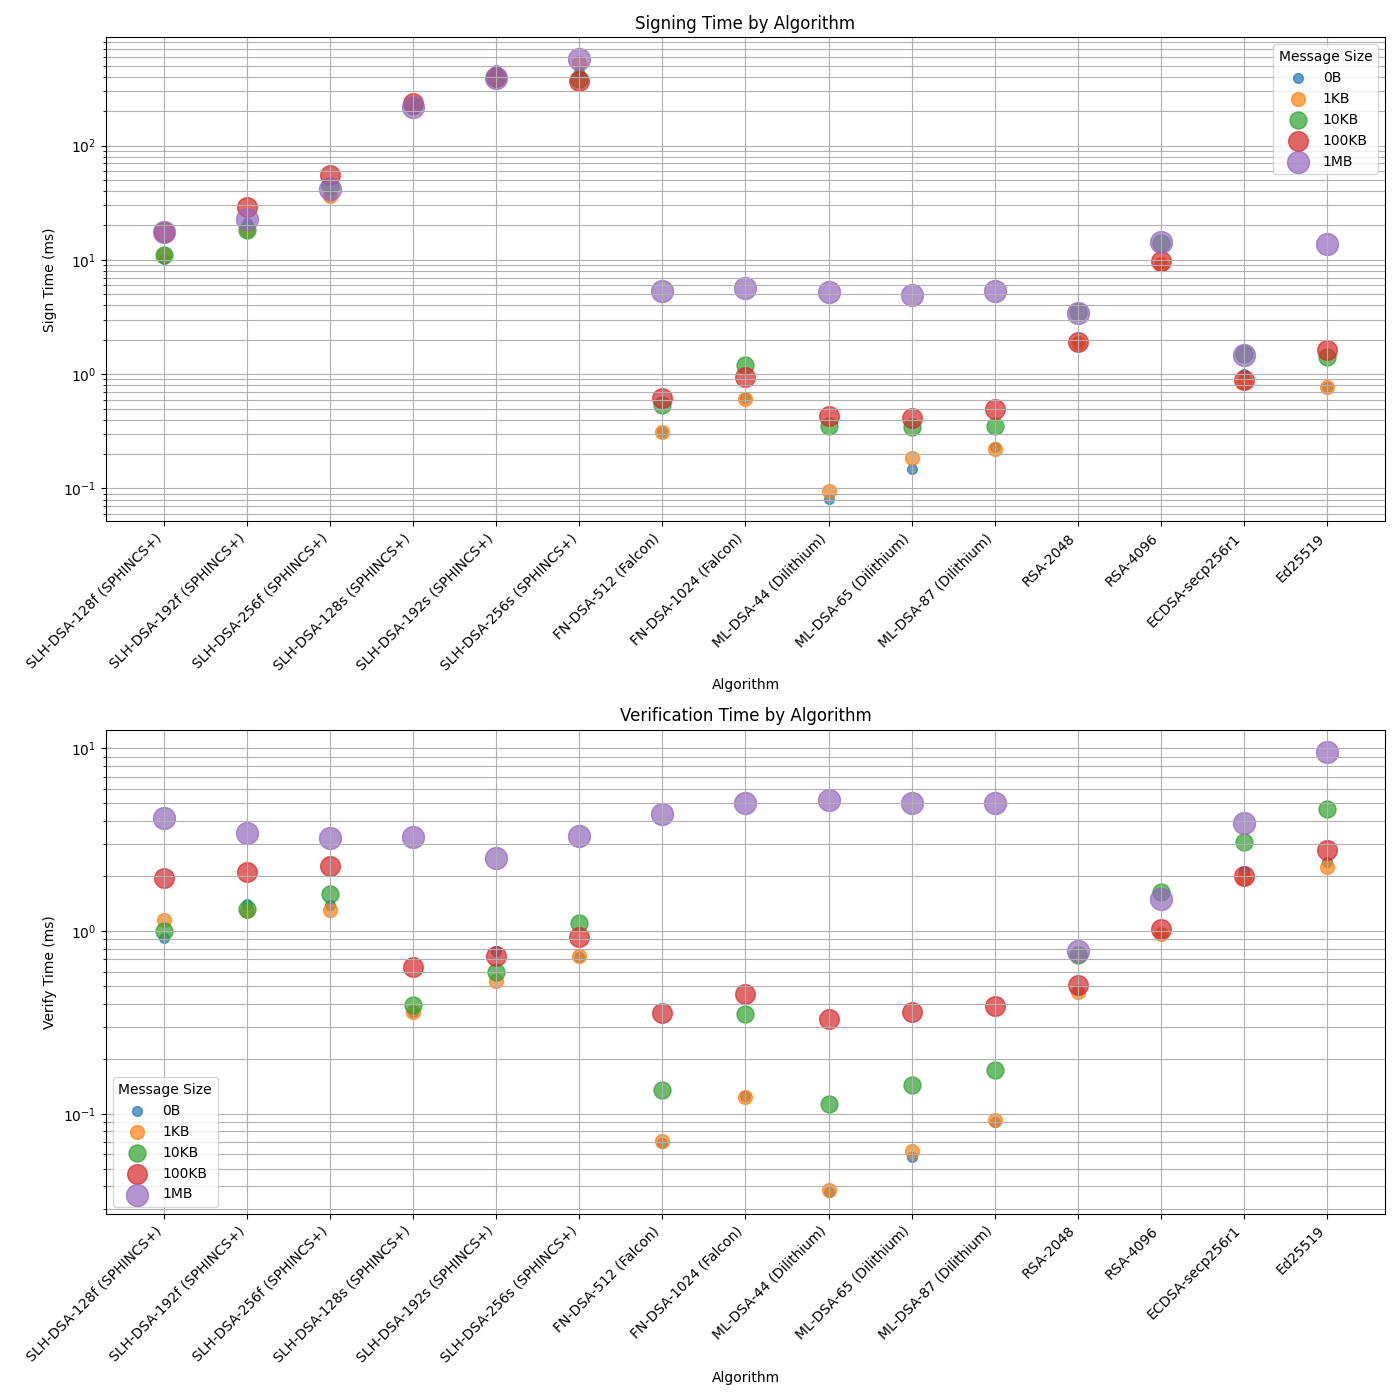 Signing Time by Algorithm
Sign Time (ms)
10²
10¹
10⁰
10⁻¹
Message Size
0B
1KB
10KB
100KB
1MB
SLH-DSA-128f (SPHINCS+)
SLH-DSA-192f (SPHINCS+)
SLH-DSA-256f (SPHINCS+)
SLH-DSA-128s (SPHINCS+)
SLH-DSA-192s (SPHINCS+)
SLH-DSA-256s (SPHINCS+)
FN-DSA-512 (Falcon)
FN-DSA-1024 (Falcon)
ML-DSA-44 (Dilithium)
ML-DSA-65 (Dilithium)
ML-DSA-87 (Dilithium)
RSA-2048
RSA-4096
ECDSA-secp256r1
Ed25519
Algorithm
Verification Time by Algorithm
Verify Time (ms)
10¹
10⁰
10⁻¹
Message Size
0B
1KB
10KB
100KB
1MB
SLH-DSA-128f (SPHINCS+)
SLH-DSA-192f (SPHINCS+)
SLH-DSA-256f (SPHINCS+)
SLH-DSA-128s (SPHINCS+)
SLH-DSA-192s (SPHINCS+)
SLH-DSA-256s (SPHINCS+)
FN-DSA-512 (Falcon)
FN-DSA-1024 (Falcon)
ML-DSA-44 (Dilithium)
ML-DSA-65 (Dilithium)
ML-DSA-87 (Dilithium)
RSA-2048
RSA-4096
ECDSA-secp256r1
Ed25519
Algorithm